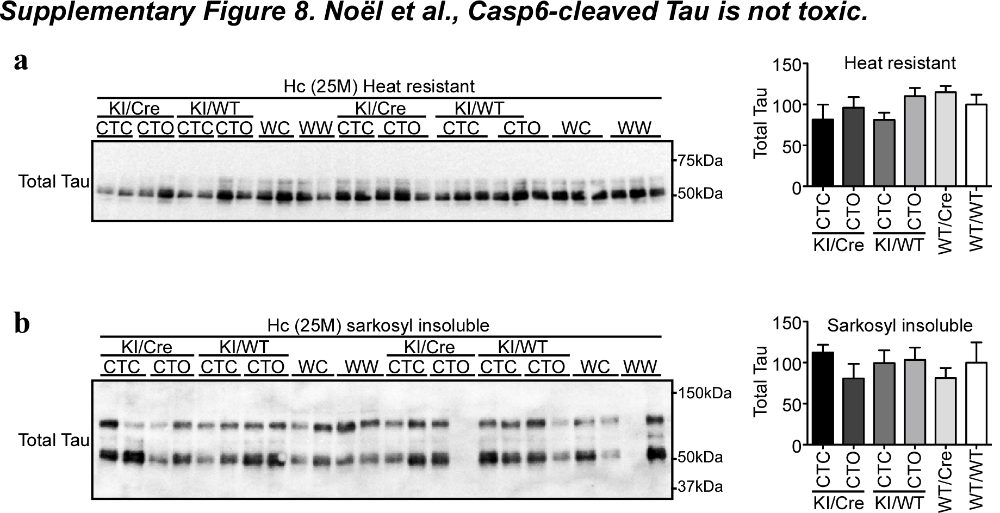 Supplementary Figure 8. Noël et al., Casp6-cleaved Tau is not toxic.
a
Hc (25M) Heat resistant
KI/Cre KI/WT KI/Cre KI/WT
CTC CTO CTC CTO WC WW CTC CTO CTC CTO WC WW
75kDa
Total Tau
50kDa
Heat resistant
Total Tau
150
100
50
0
CTC CTO CTC CTO WT/Cre WT/WT
KI/Cre KI/WT
b
Hc (25M) sarkosyl insoluble
KI/Cre KI/WT KI/Cre KI/WT
CTC CTO CTC CTO WC WW CTC CTO CTC CTO WC WW
150kDa
Total Tau
50kDa
37kDa
Sarkosyl insoluble
Total Tau
150
100
50
0
CTC CTO CTC CTO WT/Cre WT/WT
KI/Cre KI/WT